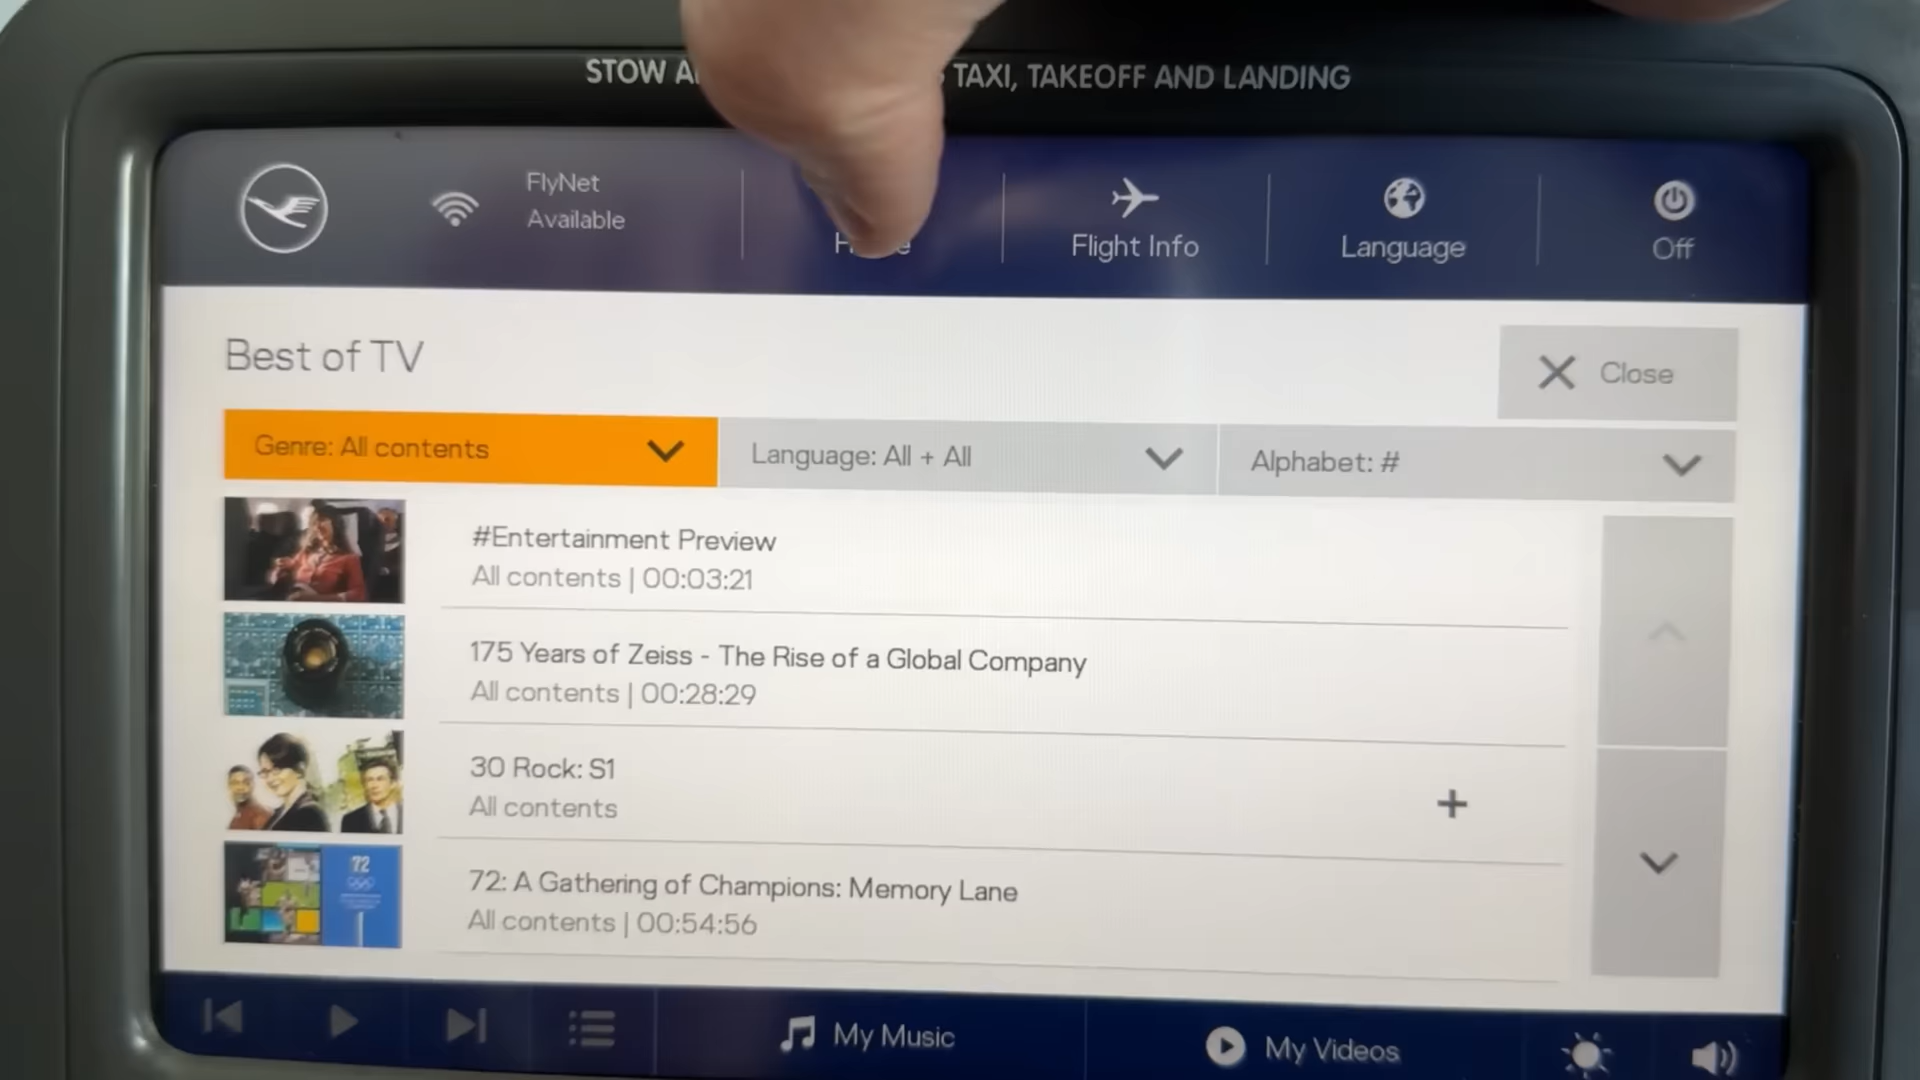 STOW TAXI, TAKEOFF AND LANDING
FlyNet
Available
Flight Info
Language
Off
Best of TV
Close
Genre: All contents
Language: All + All
Alphabet: #
#Entertainment Preview
All contents | 00:03:21
175 Years of Zeiss - The Rise of a Global Company
All contents | 00:28:29
30 Rock: S1
All contents
72
72: A Gathering of Champions: Memory Lane
All contents | 00:54:56
My Music
My Videos